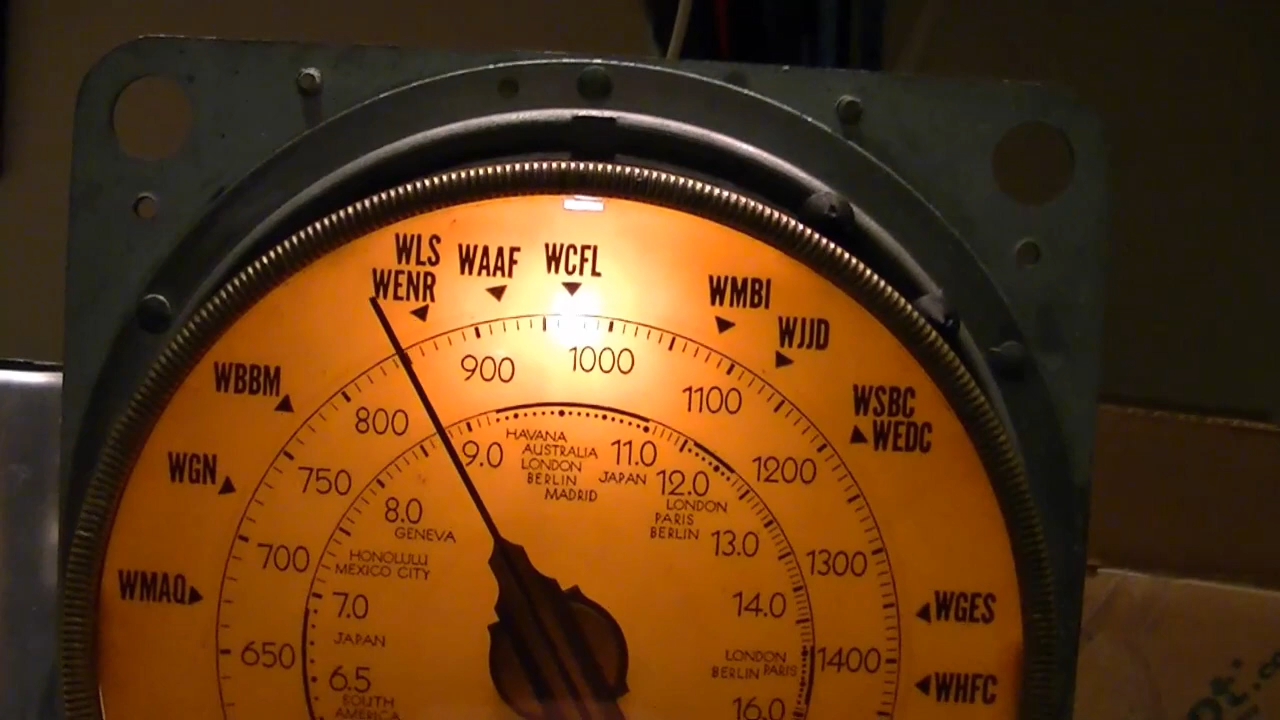 WLS
WENR
WAAF
WCFL
WMBI
WJJD
WBBM
WSBC
WEDC
WGN
WMAQ
WGES
WHFC
900
1000
800
1100
750
1200
700
1300
650
1400
9.0
HAVANA
AUSTRALIA
LONDON
BERLIN
MADRID
11.0
JAPAN
12.0
LONDON
PARIS
BERLIN
8.0
GENEVA
13.0
HONOLULU
MEXICO CITY
7.0
14.0
JAPAN
LONDON
BERLIN PARIS
6.5
SOUTH
AMERICA
16.0